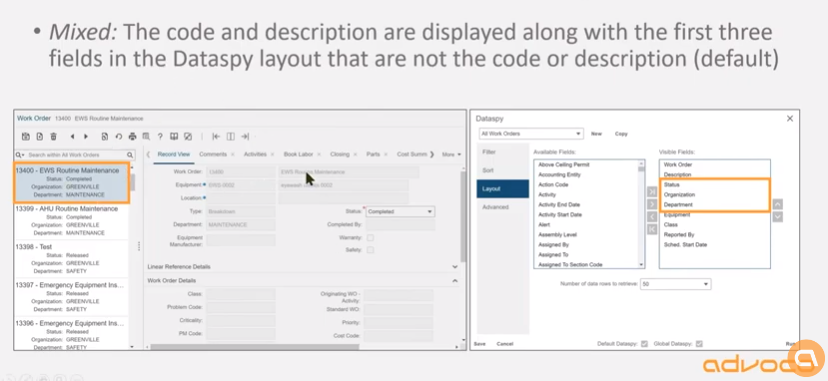 • Mixed: The code and description are displayed along with the first three
fields in the Dataspy layout that are not the code or description (default)
Work Order 13400 EWS Routine Maintenance
Search within All Work Orders
13400 - EWS Routine Maintenance
Status: Completed
Organization: GREENVILLE
Department: MAINTENANCE
13399 - AHU Routine Maintenance
Status: Completed
Organization: GREENVILLE
Department: MAINTENANCE
13398 - Test
Status: Released
Organization: GREENVILLE
Department: SAFETY
13397 - Emergency Equipment Ins...
Status: Released
Organization: GREENVILLE
Department: SAFETY
13396 - Emergency Equipment Ins...
Status: Released
Organization: GREENVILLE
Department: SAFETY
Record View Comments Activities Book Labor Closing Parts Cost Summ More
Work Order: 13400 EWS Routine Maintenance
Equipment:
Location:
Type: Breakdown Status: Completed
Department: MAINTENANCE Completed By:
Equipment
Manufacturer:
Warranty:
Safety:
Linear Reference Details
Work Order Details
Class: Originating WO -
Activity:
Problem Code: Standard WO:
Criticality: Priority:
PM Code: Cost Code:
Dataspy
All Work Orders New Copy
Filter
Sort
Layout
Advanced
Available Fields:
Above Ceiling Permit
Accounting Entity
Action Code
Activity
Activity End Date
Activity Start Date
Alert
Assembly Level
Assigned By
Assigned To
Assigned To Section Code
Visible Fields:
Work Order
Description
Status
Organization
Department
Equipment
Class
Reported By
Sched. Start Date
Number of data rows to retrieve: 50
Save Cancel Default Dataspy: Global Dataspy: